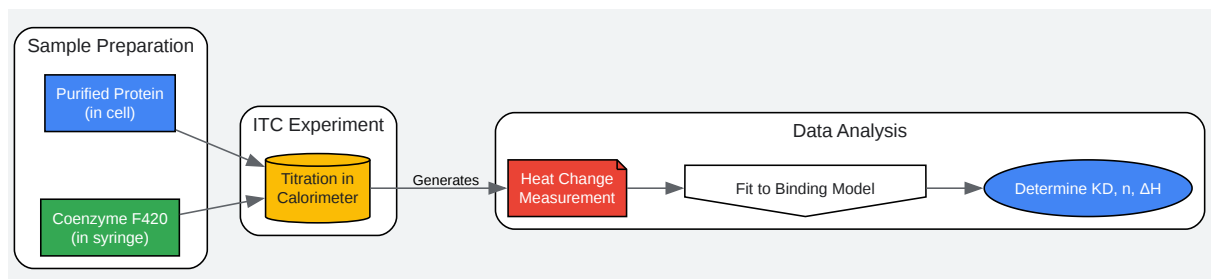 Sample Preparation
Purified Protein
(in cell)
Coenzyme F420
(in syringe)
ITC Experiment
Titration in
Calorimeter
Generates
Data Analysis
Heat Change
Measurement
Fit to Binding Model
Determine KD, n, ΔH